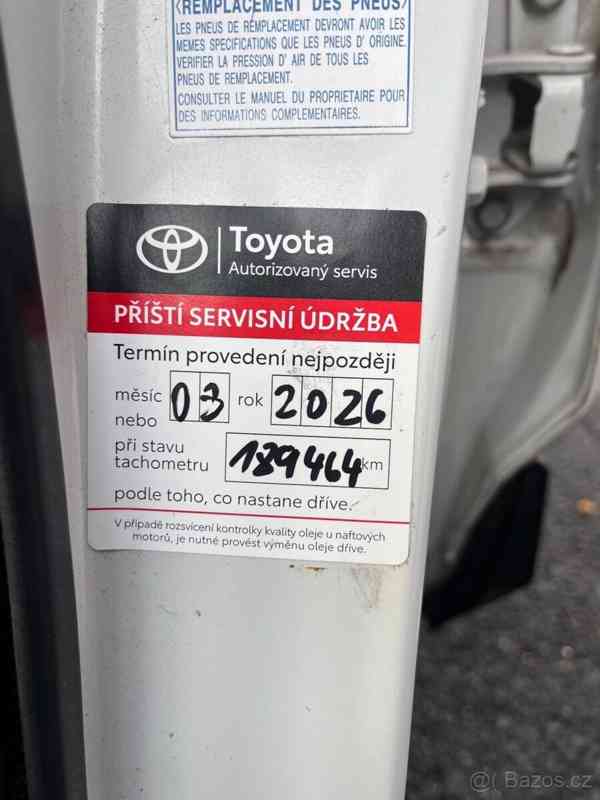 <REMPLACEMENT DES PNEUS>
LES PNEUS DE REMPLACEMENT DEVRONT AVOIR LES
MEMES SPECIFICATIONS QUE LES PNEUS D' ORIGINE.
VERIFIER LA PRESSION D' AIR DE TOUS LES
PNEUS DE REMPLACEMENT.
CONSULTER LE MANUEL DU PROPRIETAIRE POUR
DES INFORMATIONS COMPLEMENTAIRES.
Toyota
Autorizovaný servis
PŘÍŠTÍ SERVISNÍ ÚDRŽBA
Termín provedení nejpozději
měsíc 03 rok 2026
nebo
při stavu
tachometru 189464 km
podle toho, co nastane dříve.
V případě rozsvícení kontrolky kvality oleje u naftových
motorů, je nutné provést výměnu oleje dříve.
@ Bazos.cz